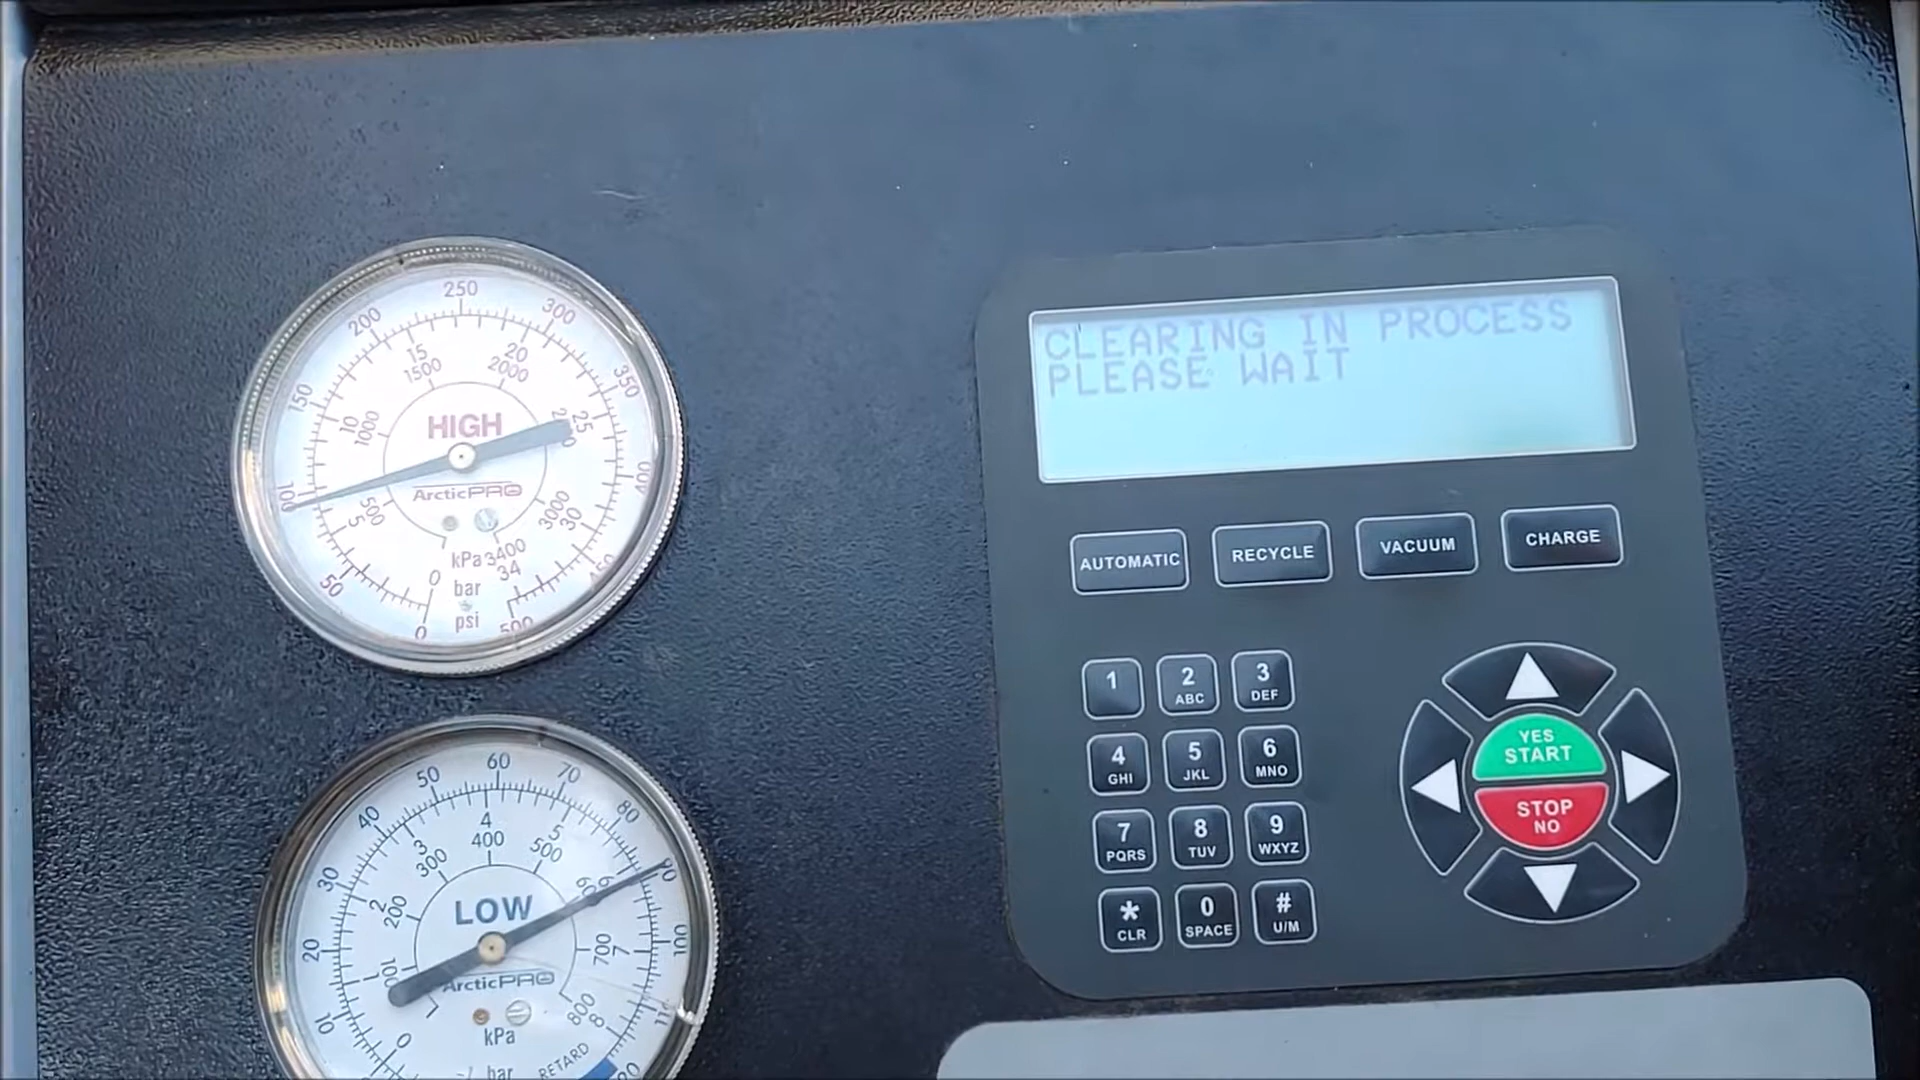 250
200
300
15
1500
20
2000
150
350
10
1000
25
HIGH
100
400
ArcticPRO
500
5
3000
30
kPa 3400
34
50
0
bar
psi
0
500
CLEARING IN PROCESS
PLEASE WAIT
AUTOMATIC
RECYCLE
VACUUM
CHARGE
1
2
ABC
3
DEF
4
GHI
5
JKL
6
MNO
7
PQRS
8
TUV
9
WXYZ
*
CLR
0
SPACE
#
U/M
YES
START
STOP
NO
60
50
70
40
80
4
400
5
500
3
300
90
30
2
200
LOW
20
100
700
7
1
ArcticPRO
800
8
10
kPa
0
RETARD
bar